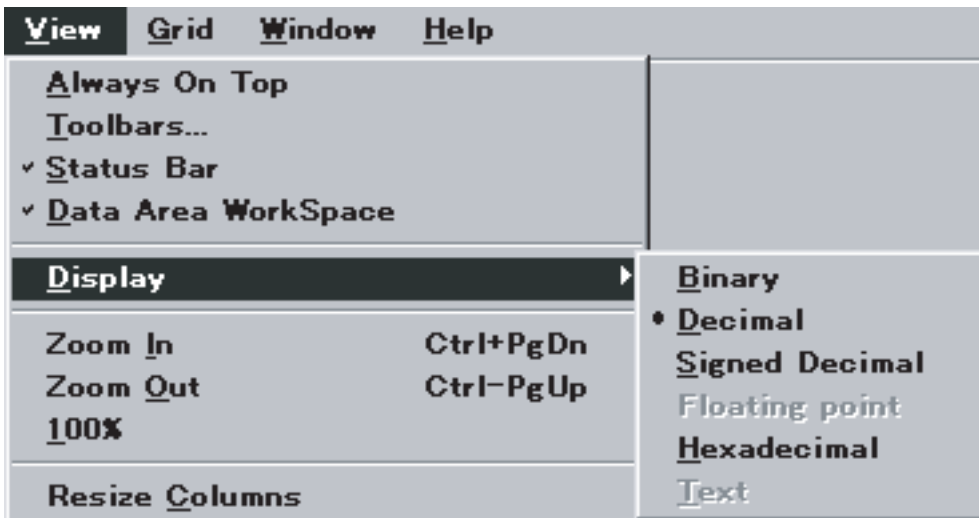 View Grid Window Help
Always On Top
Toolbars...
Status Bar
Data Area WorkSpace
Display
Zoom In Ctrl+PgDn
Zoom Out Ctrl-PgUp
100%
Resize Columns
Binary
Decimal
Signed Decimal
Floating point
Hexadecimal
Text